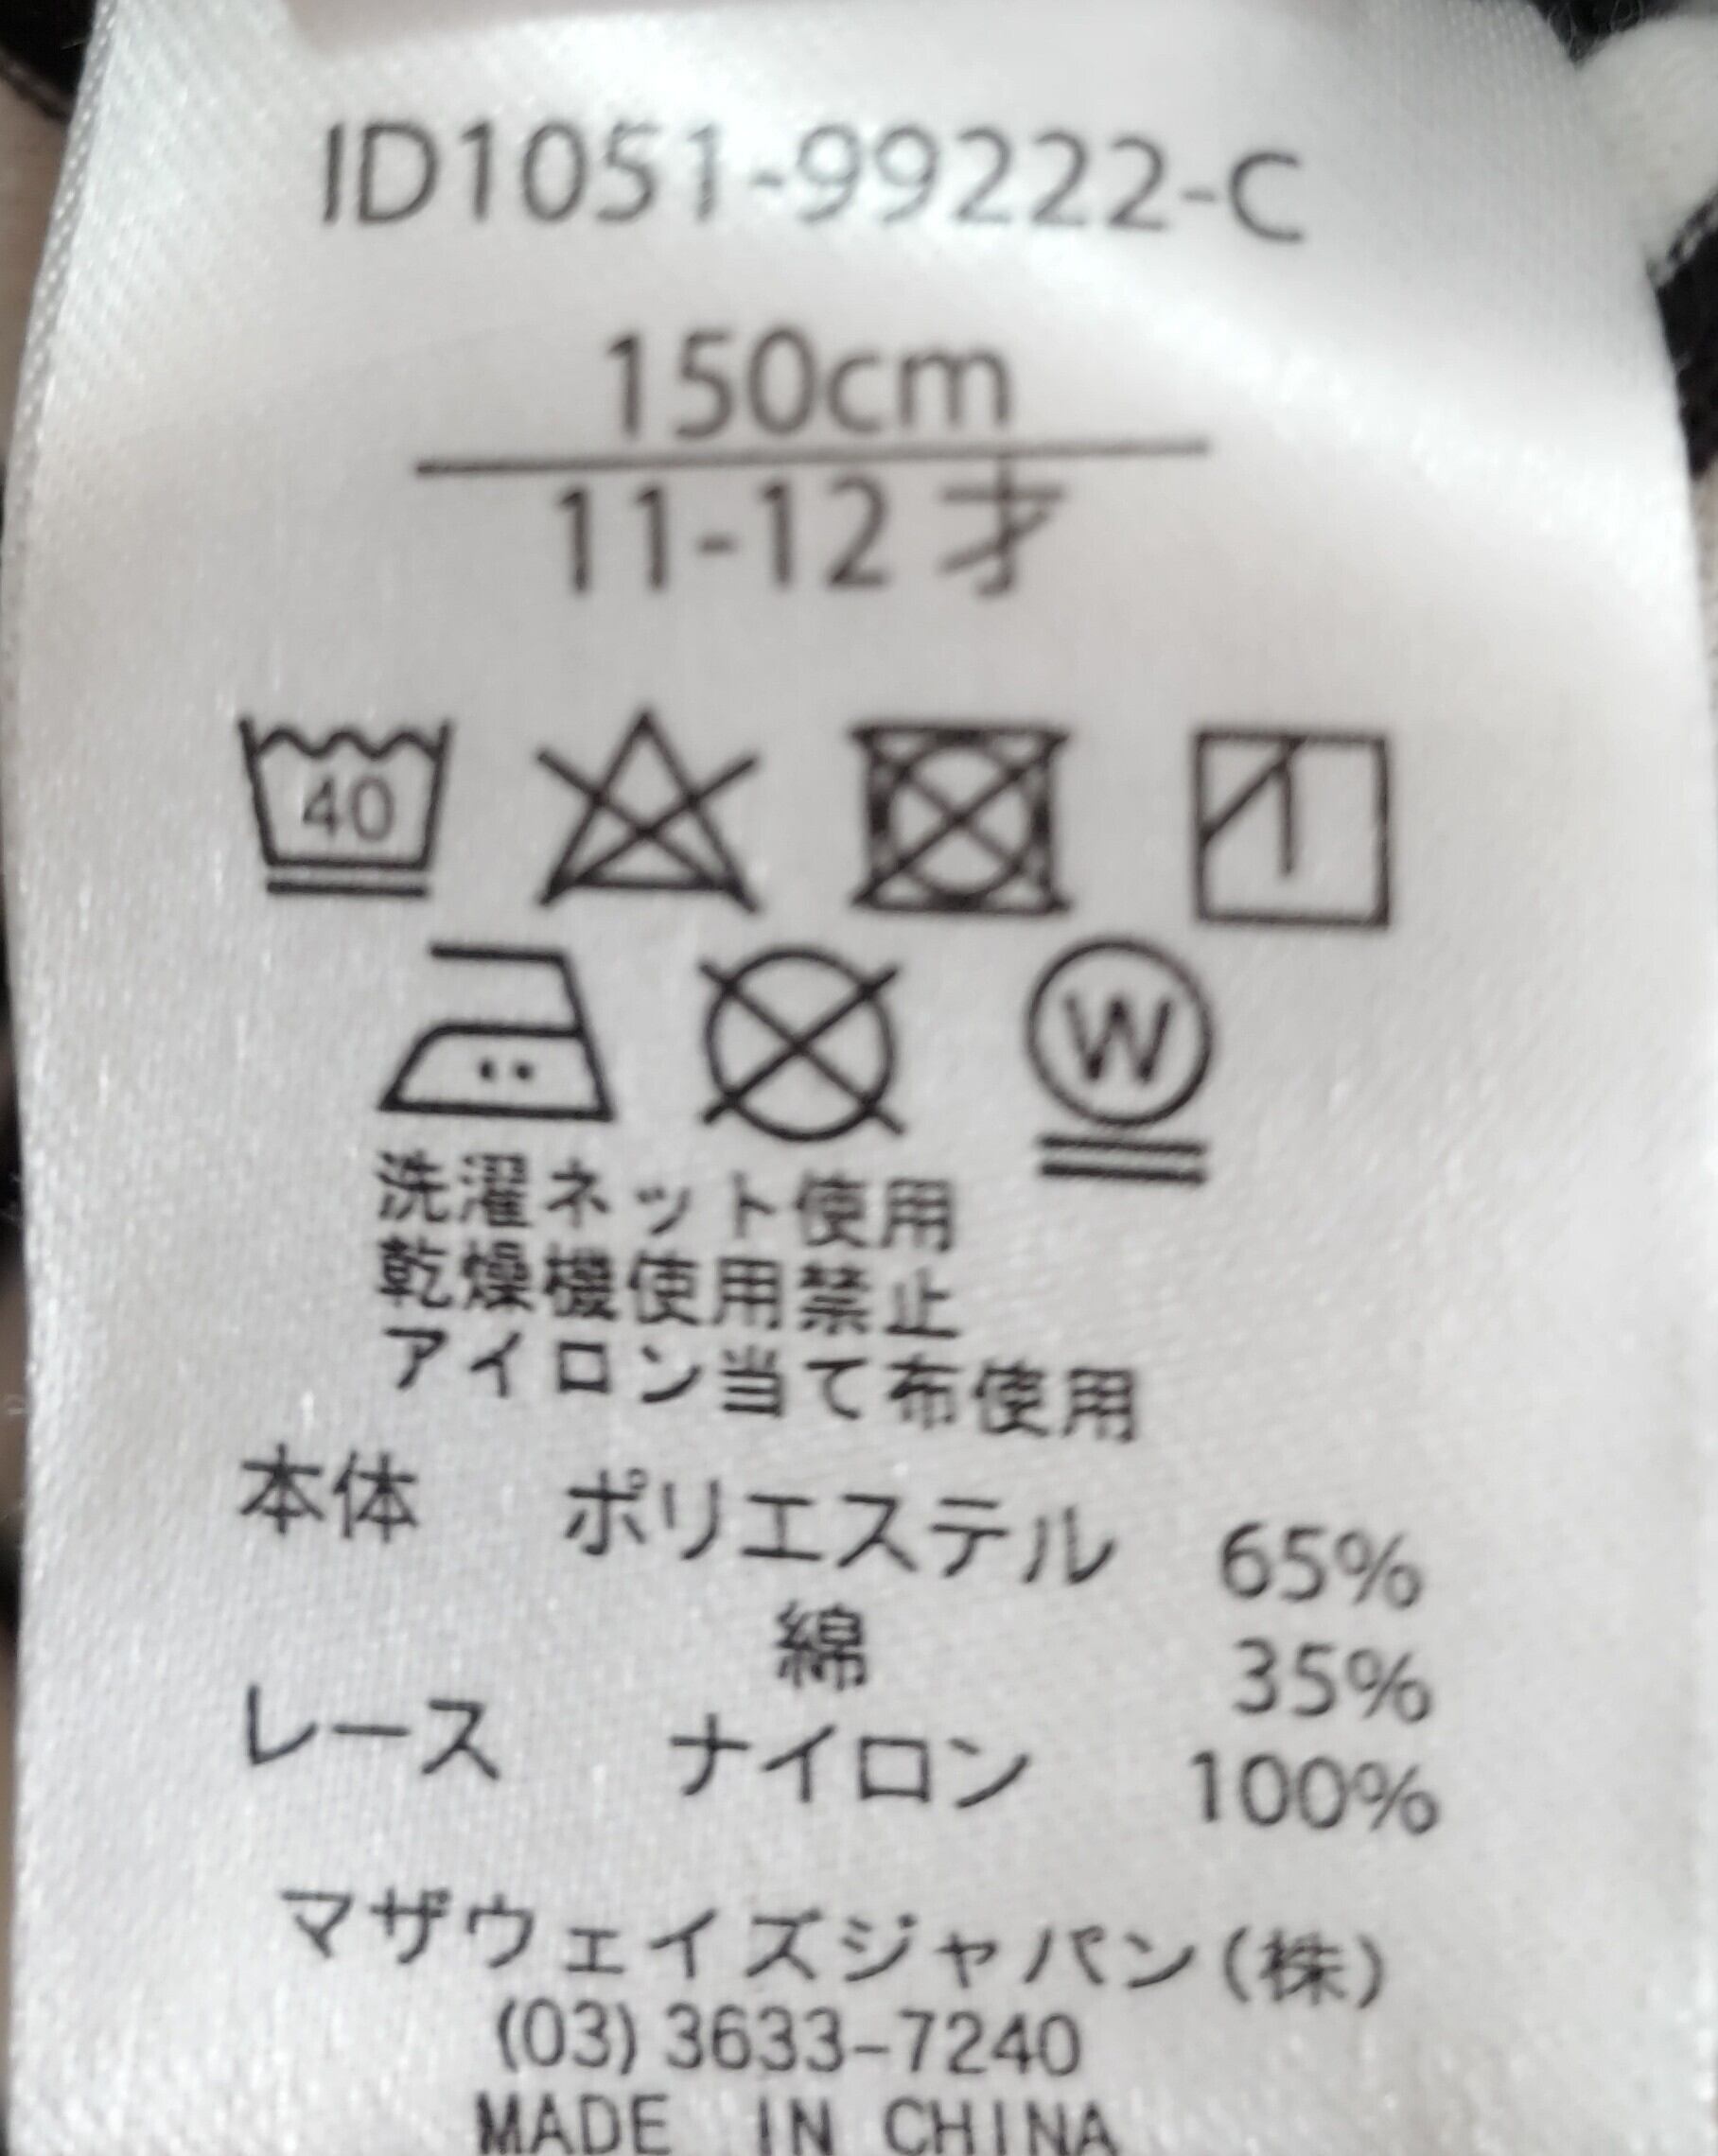 ID1051-99222-C
150cm
11-12才
40
W
洗濯ネット使用
乾燥機使用禁止
アイロン当て布使用
本体 ポリエステル 65%
綿 35%
レース ナイロン 100%
マザウェイズジャパン(株)
(03)3633-7240
MADE IN CHINA